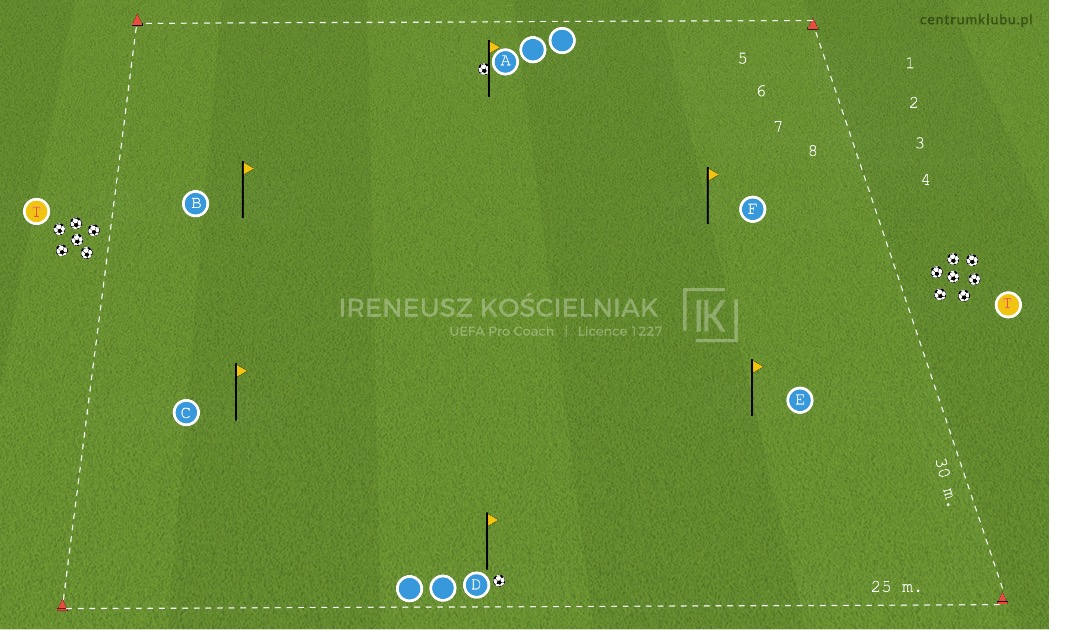 centrumklubu.pl
A
5
1
6
2
7
3
8
4
B
F
T
IRENEUSZ KOŚCIELNIAK
UEFA Pro Coach | Licence 1227
IK
T
C
E
30 m.
D
25 m.